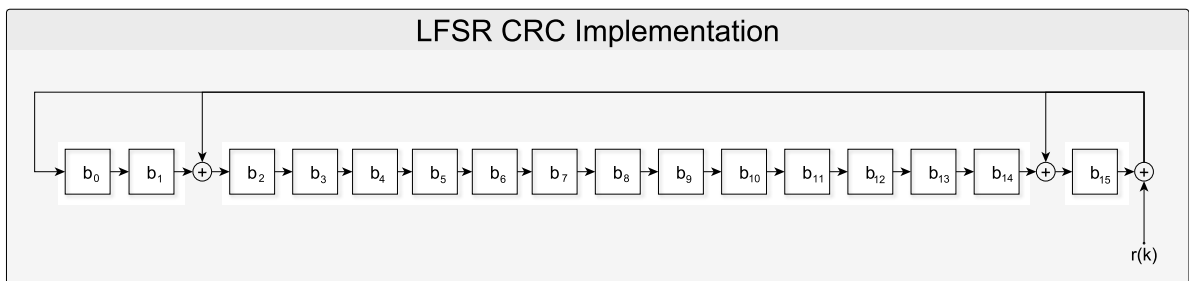 LFSR CRC Implementation
b₀ b₁ + b₂ b₃ b₄ b₅ b₆ b₇ b₈ b₉ b₁₀ b₁₁ b₁₂ b₁₃ b₁₄ + b₁₅ +
r(k)